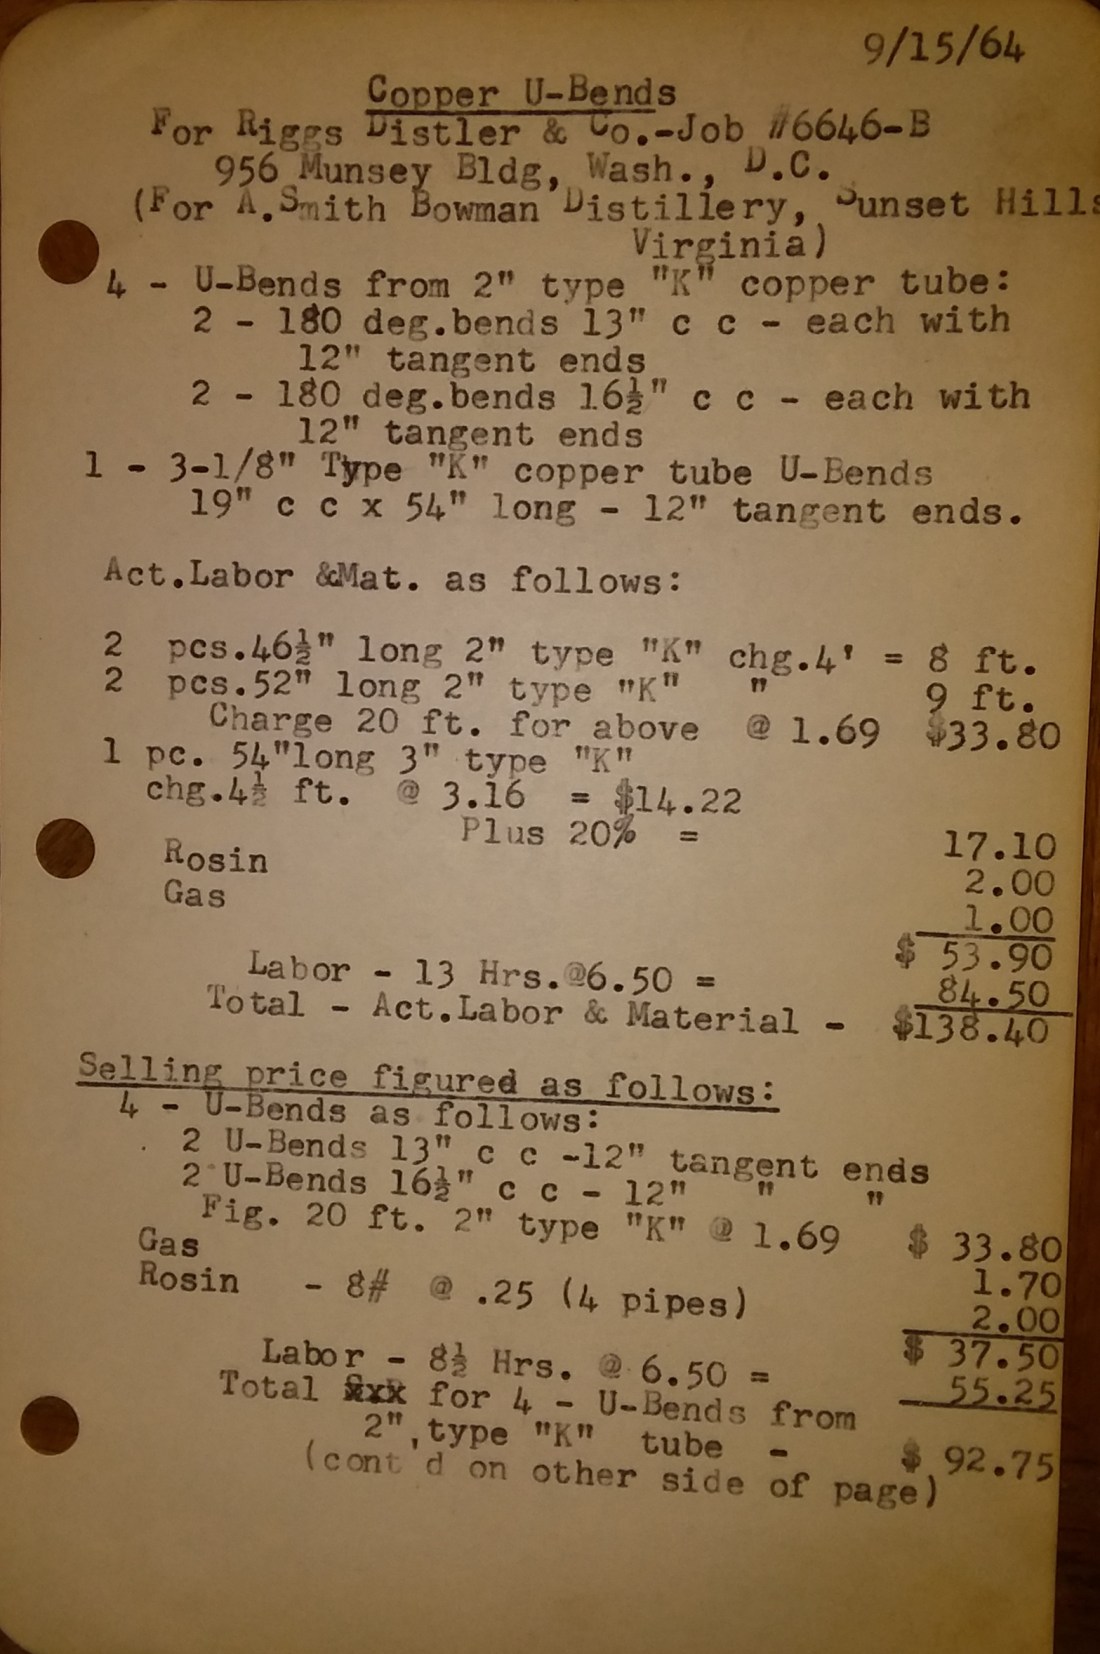 9/15/64
Copper U-Bends
For Riggs Distler & Co.-Job #6646-B
956 Munsey Bldg, Wash., D.C.
(For A.Smith Bowman Distillery, Sunset Hills
Virginia)
4 - U-Bends from 2" type "K" copper tube:
2 - 180 deg.bends 13" c c - each with
12" tangent ends
2 - 180 deg.bends 16½" c c - each with
12" tangent ends
1 - 3-1/8" Type "K" copper tube U-Bends
19" c c x 54" long - 12" tangent ends.
Act.Labor &Mat. as follows:
2 pcs.46½" long 2" type "K" chg.4' = 8 ft.
2 pcs.52" long 2" type "K" " 9 ft.
Charge 20 ft. for above @ 1.69 $33.80
1 pc. 54"long 3" type "K"
chg.4½ ft. @ 3.16 = $14.22
Plus 20% = 17.10
Rosin 2.00
Gas 1.00
$ 53.90
Labor - 13 Hrs.@6.50 = 84.50
Total - Act.Labor & Material - $138.40
Selling price figured as follows:
4 - U-Bends as follows:
2 U-Bends 13" c c -12" tangent ends
2 U-Bends 16½" c c - 12" " "
Fig. 20 ft. 2" type "K" @ 1.69 $ 33.80
Gas 1.70
Rosin - 8# @ .25 (4 pipes) 2.00
$ 37.50
Labor - 8½ Hrs. @ 6.50 = 55.25
Total for 4 - U-Bends from
2", type "K" tube - $ 92.75
(cont'd on other side of page)